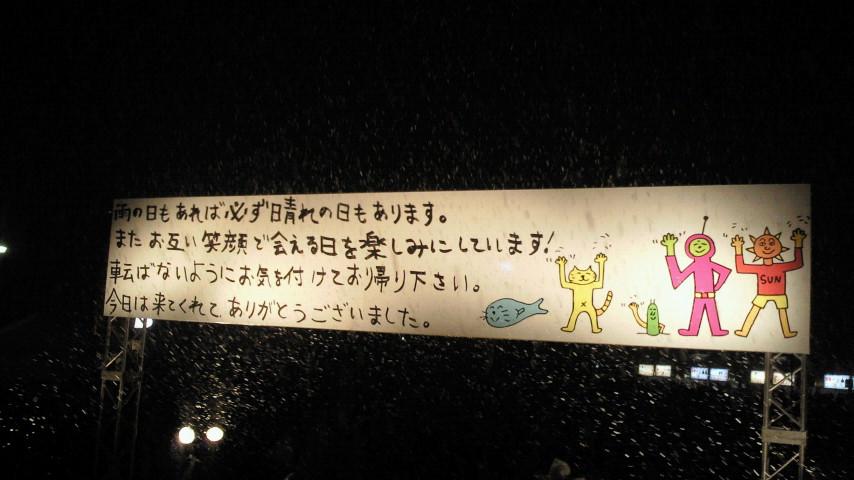 雨の日もあれば必ず晴れの日もあります。
またお互い笑顔で会える日を楽しみにしています!
転ばないようにお気を付けてお帰り下さい。
今日は来てくれて、ありがとうございました。
SUN